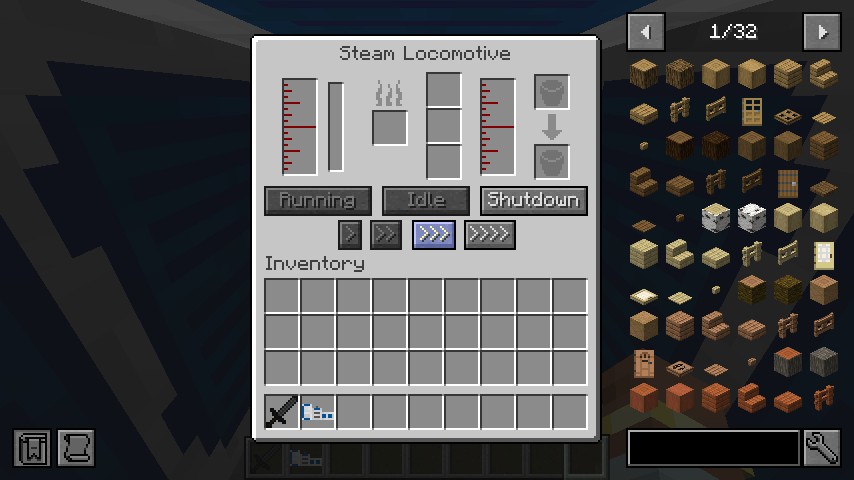 Steam Locomotive
1/32
Running Idle Shutdown
> >> >>> >>>>
Inventory